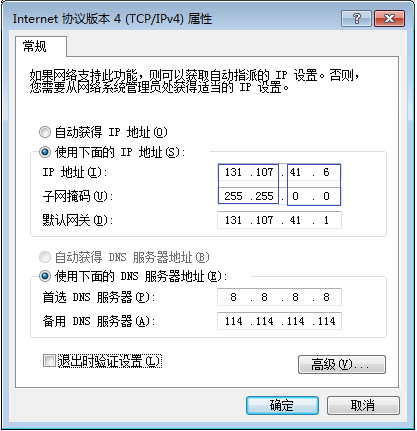 Internet 协议版本 4 (TCP/IPv4) 属性
常规
如果网络支持此功能，则可以获取自动指派的 IP 设置。否则，
您需要从网络系统管理员处获得适当的 IP 设置。
自动获得 IP 地址(O)
使用下面的 IP 地址(S):
IP 地址(I): 131 .107 . 41 . 6
子网掩码(U): 255 .255 . 0 . 0
默认网关(D): 131 .107 . 41 . 1
自动获得 DNS 服务器地址(B)
使用下面的 DNS 服务器地址(E):
首选 DNS 服务器(P): 8 . 8 . 8 . 8
备用 DNS 服务器(A): 114 .114 .114 .114
退出时验证设置(L)
高级(V)...
确定 取消